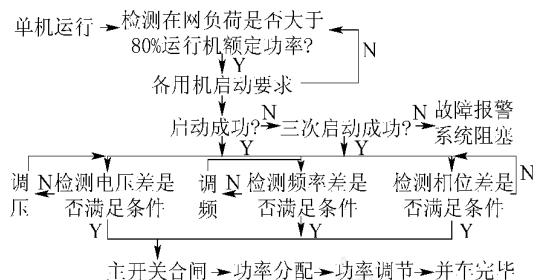 单机运行
检测在网负荷是否大于
80%运行机额定功率?
N
Y
各用机启动要求
启动成功?
N
三次启动成功?
N
故障报警
系统阻塞
Y
Y
调压
N
检测电压差是
否满足条件
调频
N
检测频率差是
否满足条件
检测相位差是
否满足条件
N
Y
Y
Y
主开关合闸
功率分配
功率调节
并车完毕